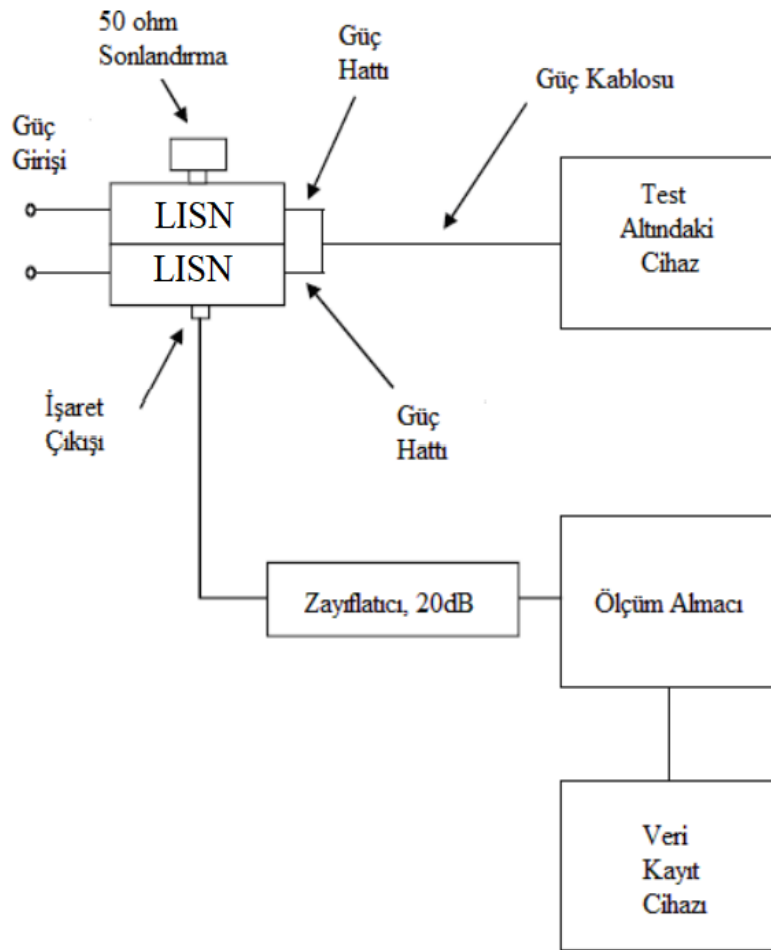 50 ohm
Sonlandırma
Güç
Hattı
Güç Kablosu
Güç
Girişi
LISN
LISN
Test
Altındaki
Cihaz
İşaret
Çıkışı
Güç
Hattı
Zayıflatıcı, 20dB
Ölçüm Almacı
Veri
Kayıt
Cihazı